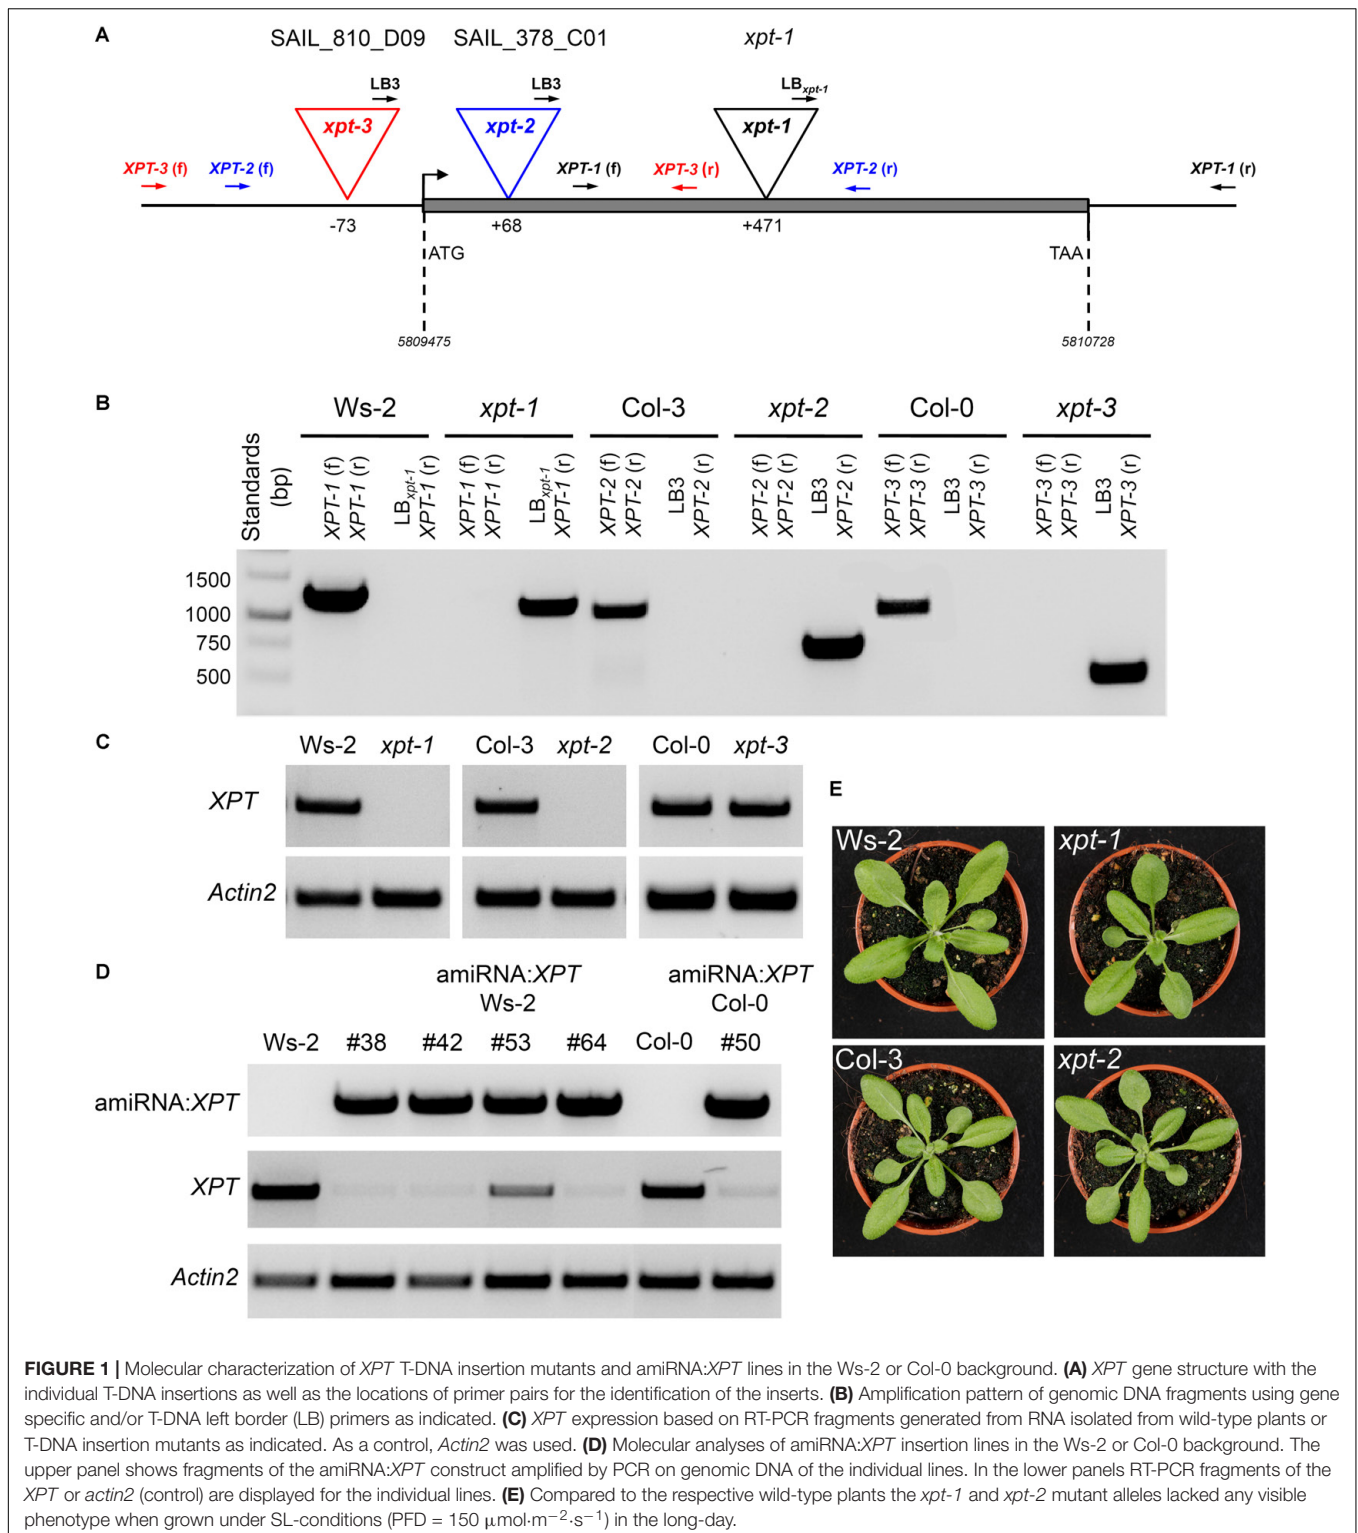 A
SAIL_810_D09 SAIL_378_C01 xpt-1
LB3 LB3 LBxpt-1
xpt-3 xpt-2 xpt-1
XPT-3 (f) XPT-2 (f) XPT-1 (f) XPT-3 (r) XPT-2 (r) XPT-1 (r)
-73 +68 +471
ATG TAA
5809475 5810728
B
Ws-2 xpt-1 Col-3 xpt-2 Col-0 xpt-3
Standards (bp)
XPT-1 (f)
XPT-1 (r)
LBxpt-1
XPT-1 (r)
XPT-1 (f)
XPT-1 (r)
LBxpt-1
XPT-1 (r)
XPT-2 (f)
XPT-2 (r)
LB3
XPT-2 (r)
XPT-2 (f)
XPT-2 (r)
LB3
XPT-2 (r)
XPT-3 (f)
XPT-3 (r)
LB3
XPT-3 (r)
XPT-3 (f)
XPT-3 (r)
LB3
XPT-3 (r)
1500
1000
750
500
C
Ws-2 xpt-1 Col-3 xpt-2 Col-0 xpt-3
XPT
Actin2
D
amiRNA:XPT amiRNA:XPT
Ws-2 Col-0
Ws-2 #38 #42 #53 #64 Col-0 #50
amiRNA:XPT
XPT
Actin2
E
Ws-2 xpt-1
Col-3 xpt-2
FIGURE 1 | Molecular characterization of XPT T-DNA insertion mutants and amiRNA:XPT lines in the Ws-2 or Col-0 background. (A) XPT gene structure with the
individual T-DNA insertions as well as the locations of primer pairs for the identification of the inserts. (B) Amplification pattern of genomic DNA fragments using gene
specific and/or T-DNA left border (LB) primers as indicated. (C) XPT expression based on RT-PCR fragments generated from RNA isolated from wild-type plants or
T-DNA insertion mutants as indicated. As a control, Actin2 was used. (D) Molecular analyses of amiRNA:XPT insertion lines in the Ws-2 or Col-0 background. The
upper panel shows fragments of the amiRNA:XPT construct amplified by PCR on genomic DNA of the individual lines. In the lower panels RT-PCR fragments of the
XPT or actin2 (control) are displayed for the individual lines. (E) Compared to the respective wild-type plants the xpt-1 and xpt-2 mutant alleles lacked any visible
phenotype when grown under SL-conditions (PFD = 150 μmol·m−2·s−1) in the long-day.